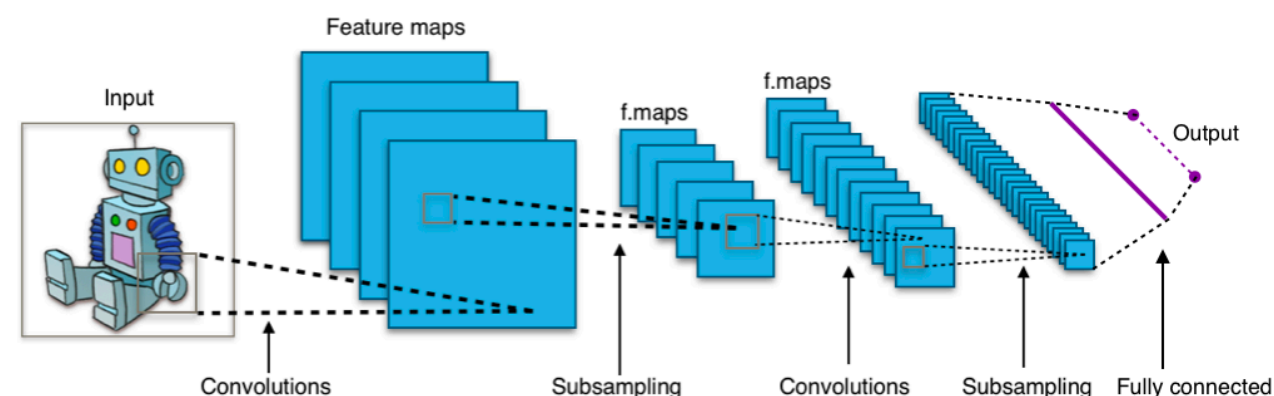 Feature maps
Input
f.maps
f.maps
Output
Convolutions
Subsampling
Convolutions
Subsampling
Fully connected